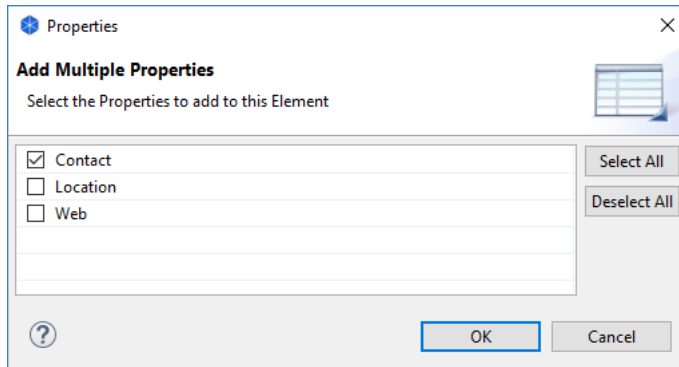 Properties
Add Multiple Properties
Select the Properties to add to this Element
Contact
Select All
Location
Deselect All
Web
?
OK
Cancel